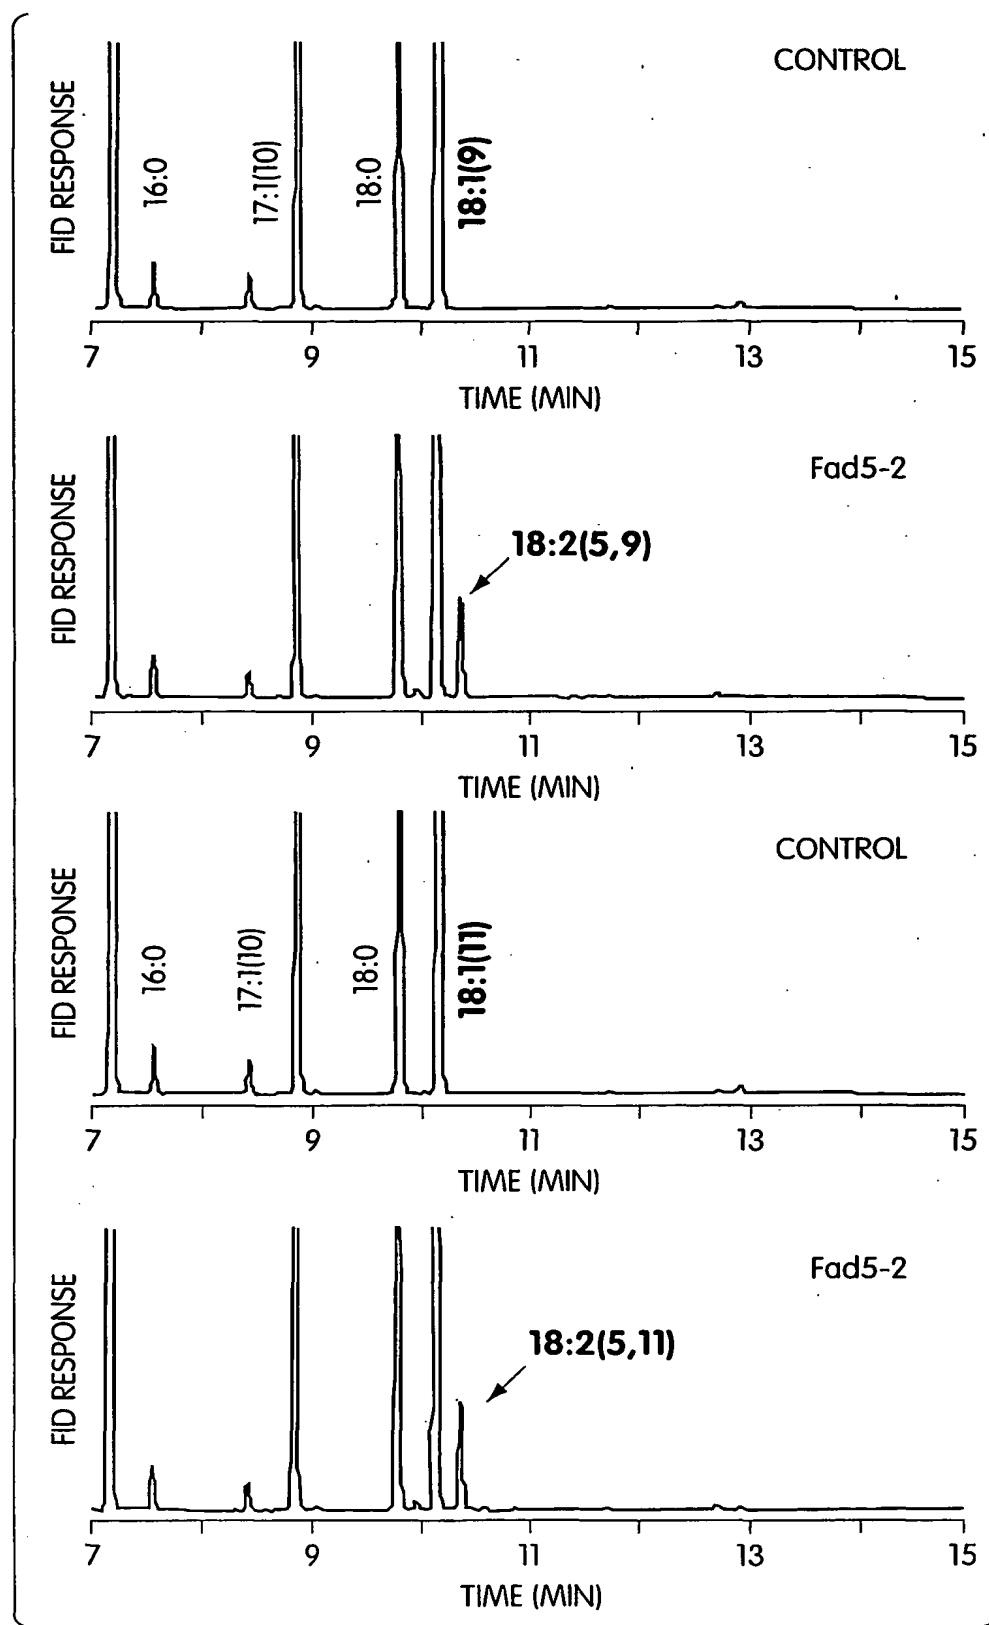 CONTROL
FID RESPONSE
16:0
17:1(10)
18:0
18:1(9)
7 9 11 13 15
TIME (MIN)
Fad5-2
FID RESPONSE
18:2(5,9)
7 9 11 13 15
TIME (MIN)
CONTROL
FID RESPONSE
16:0
17:1(10)
18:0
18:1(11)
7 9 11 13 15
TIME (MIN)
Fad5-2
FID RESPONSE
18:2(5,11)
7 9 11 13 15
TIME (MIN)